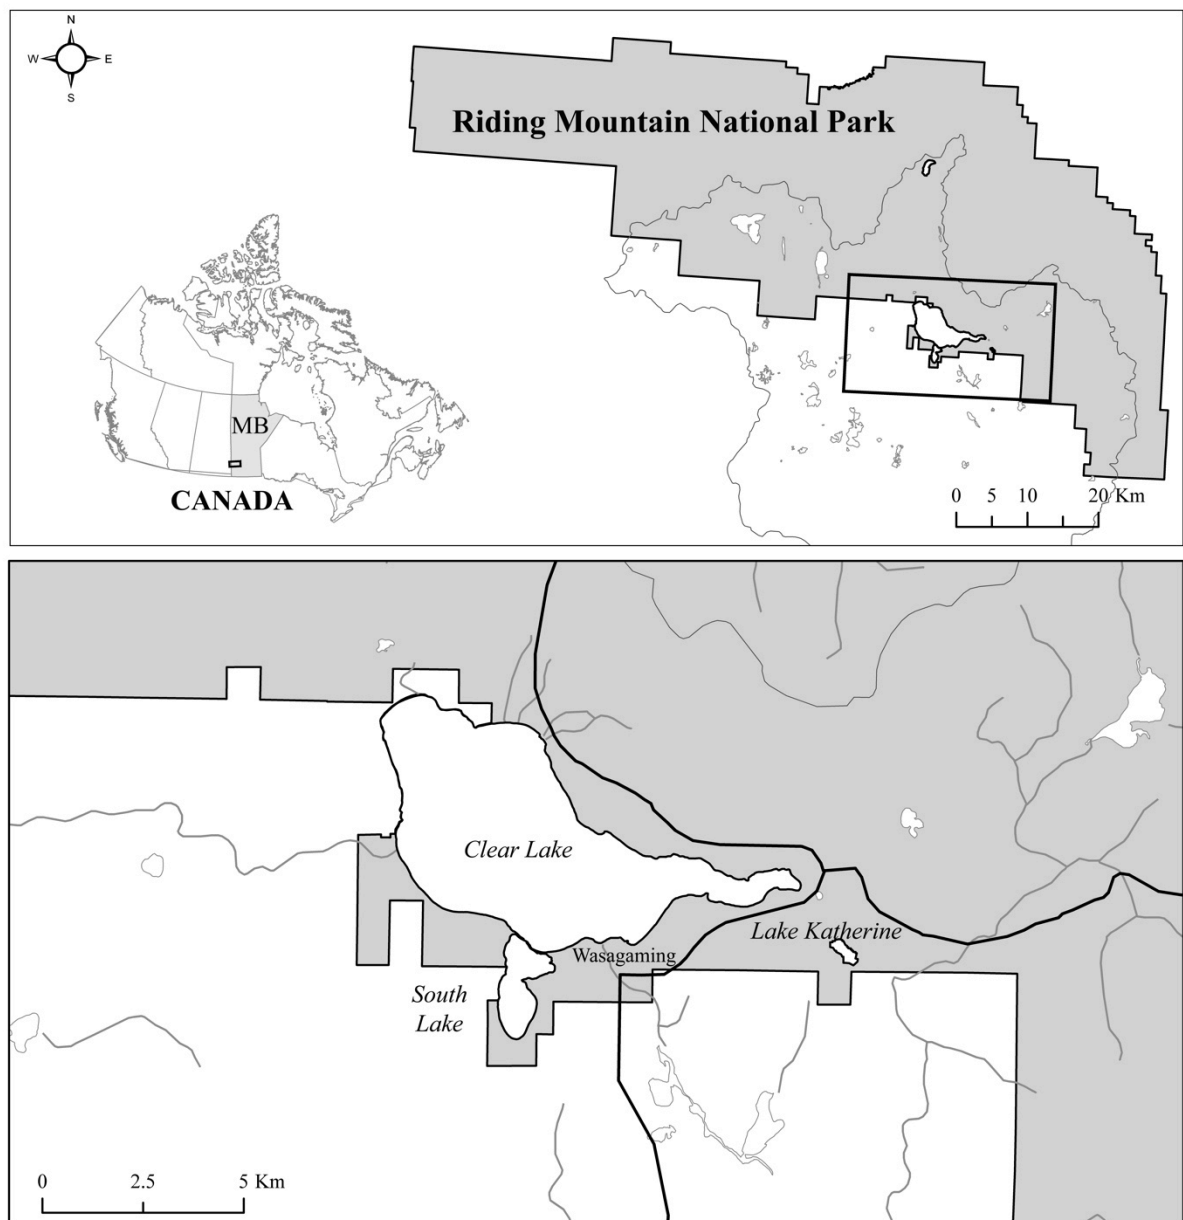 N
W E
S
Riding Mountain National Park
MB
CANADA
0 5 10 20 Km
Clear Lake
Lake Katherine
Wasagaming
South
Lake
0 2.5 5 Km